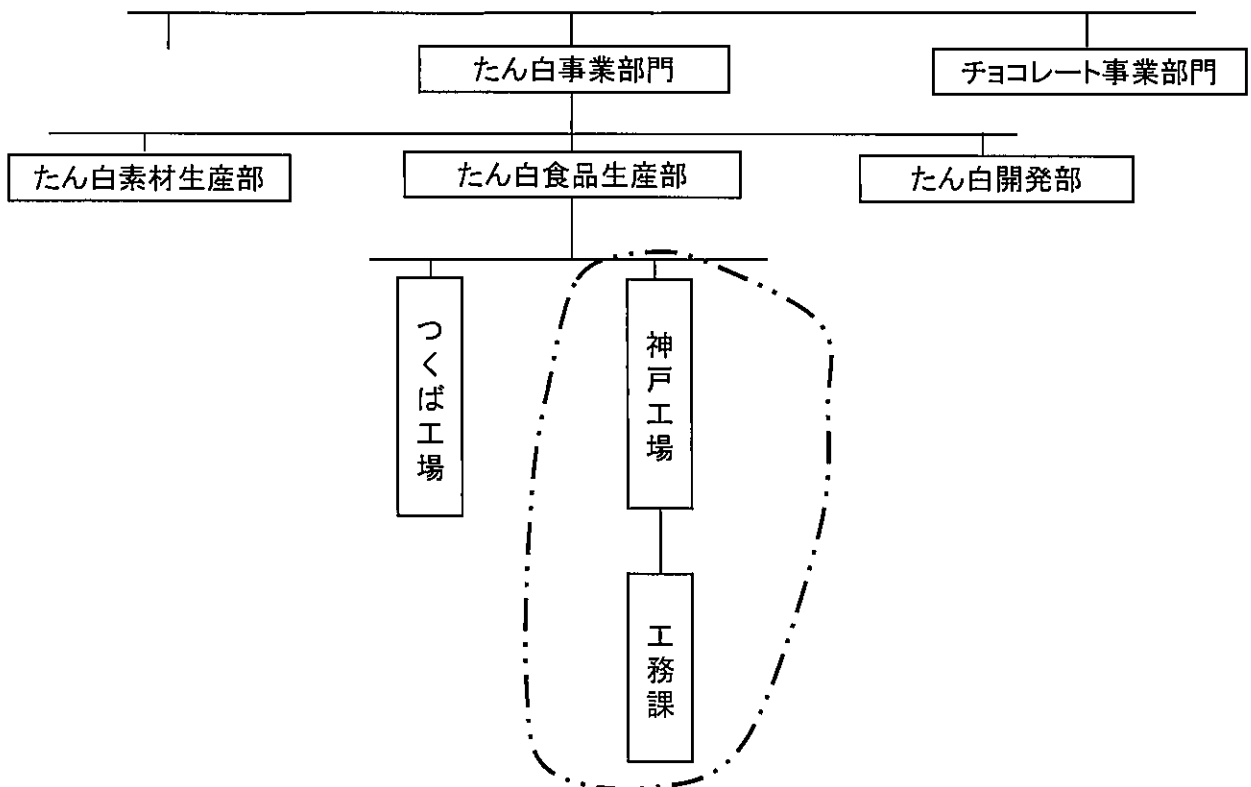 たん白事業部門
チョコレート事業部門
たん白素材生産部
たん白食品生産部
たん白開発部
つくば工場
神戸工場
工務課